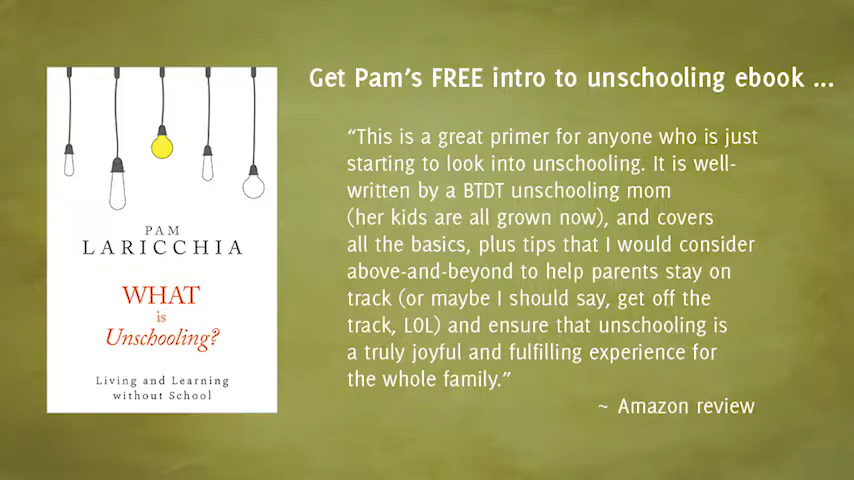 Get Pam's FREE intro to unschooling ebook ...
PAM
LARICCHIA
WHAT
is
Unschooling?
Living and Learning
without School
“This is a great primer for anyone who is just
starting to look into unschooling. It is well-
written by a BTDT unschooling mom
(her kids are all grown now), and covers
all the basics, plus tips that I would consider
above-and-beyond to help parents stay on
track (or maybe I should say, get off the
track, LOL) and ensure that unschooling is
a truly joyful and fulfilling experience for
the whole family.”
~ Amazon review